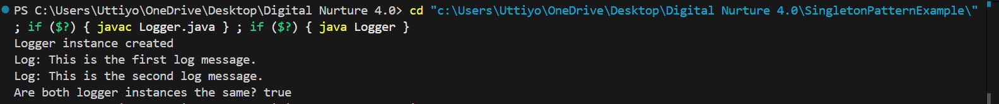 PS C:\Users\Uttiyo\OneDrive\Desktop\Digital Nurture 4.0> cd "c:\Users\Uttiyo\OneDrive\Desktop\Digital Nurture 4.0\SingletonPatternExample\"
; if ($?) { javac Logger.java } ; if ($?) { java Logger }
Logger instance created
Log: This is the first log message.
Log: This is the second log message.
Are both logger instances the same? true